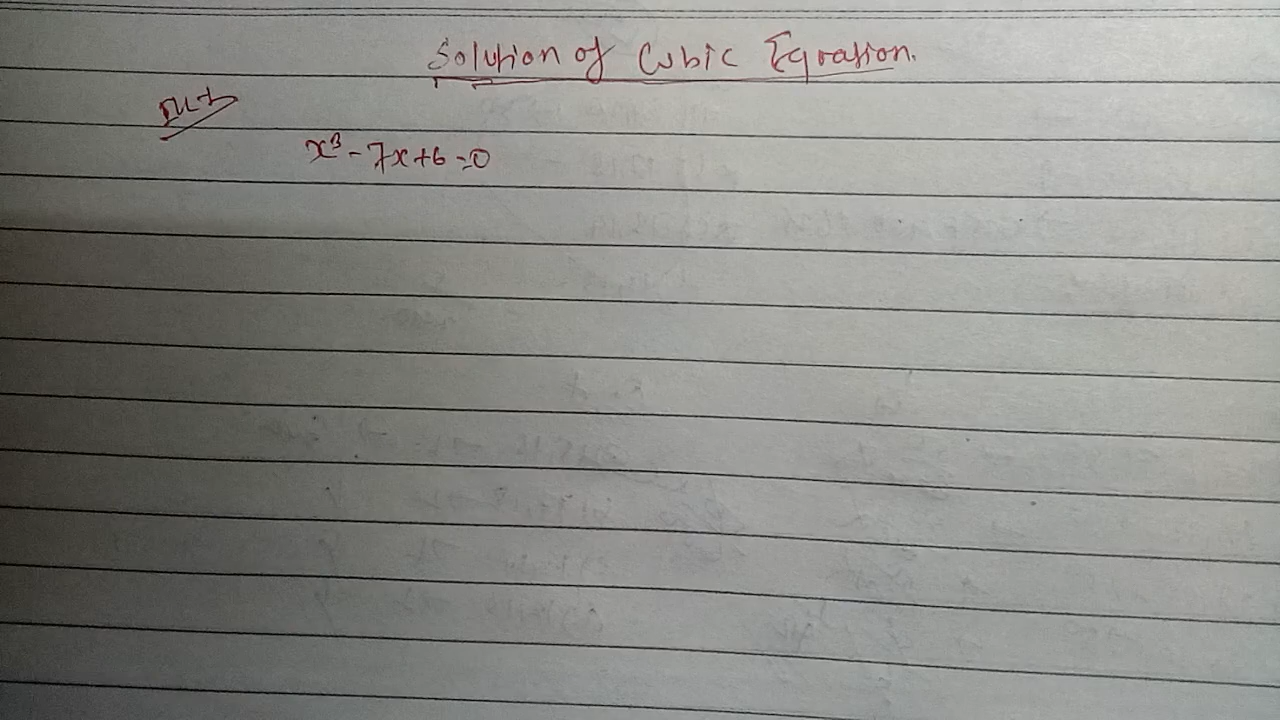 Solution of Cubic Equation.
x³ - 7x + 6 = 0